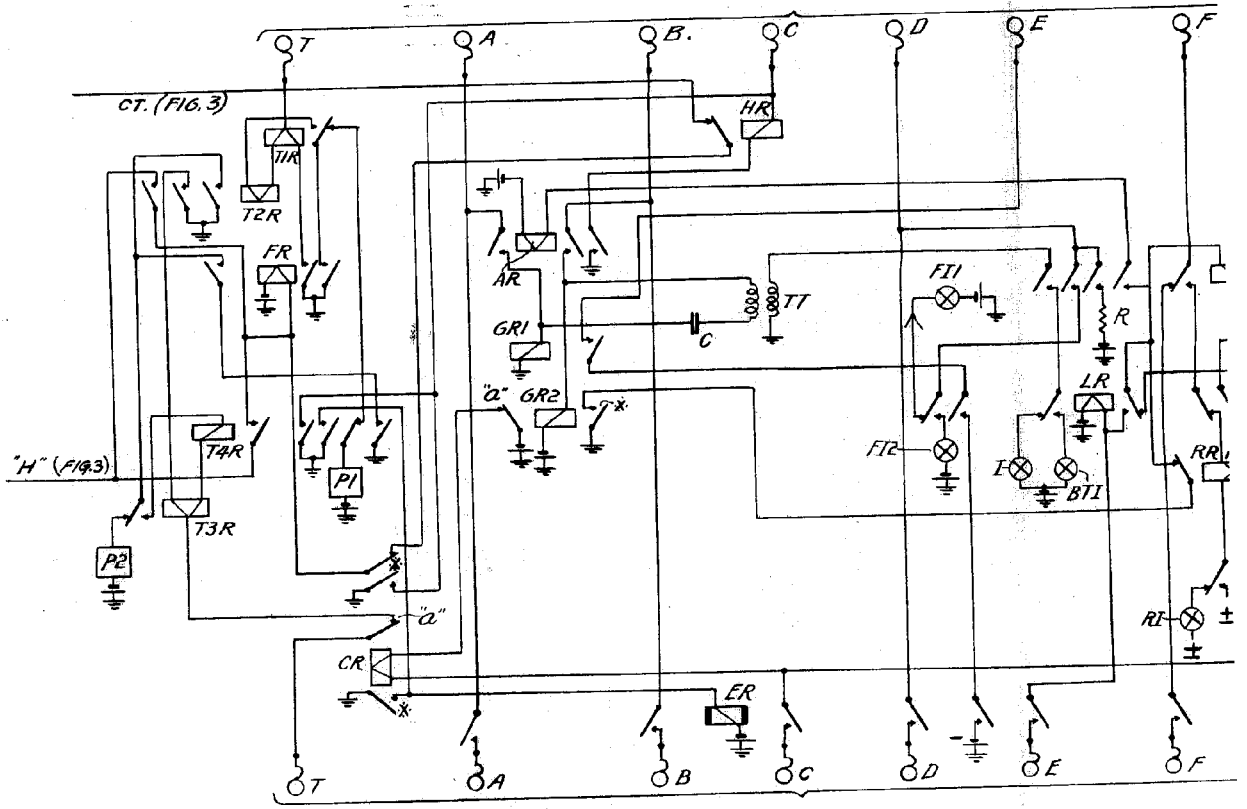 T A B. C D E F
CT. (FIG. 3)
HR
T1R
T2R
FR
AR
TT
FI1
R
GR1
C
"a" GR2
*
LR
T4R
FI2
I
BTI
RR
"H" (FIG.3)
P1
T3R
P2
*
"a"
RI
CR
*
ER
T A B C D E F